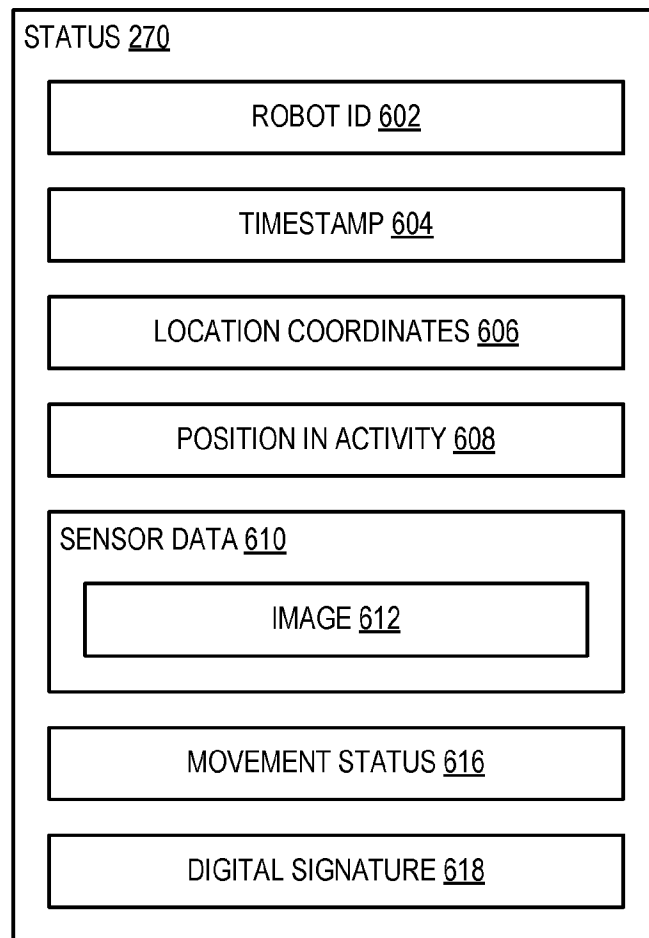 STATUS 270
ROBOT ID 602
TIMESTAMP 604
LOCATION COORDINATES 606
POSITION IN ACTIVITY 608
SENSOR DATA 610
IMAGE 612
MOVEMENT STATUS 616
DIGITAL SIGNATURE 618